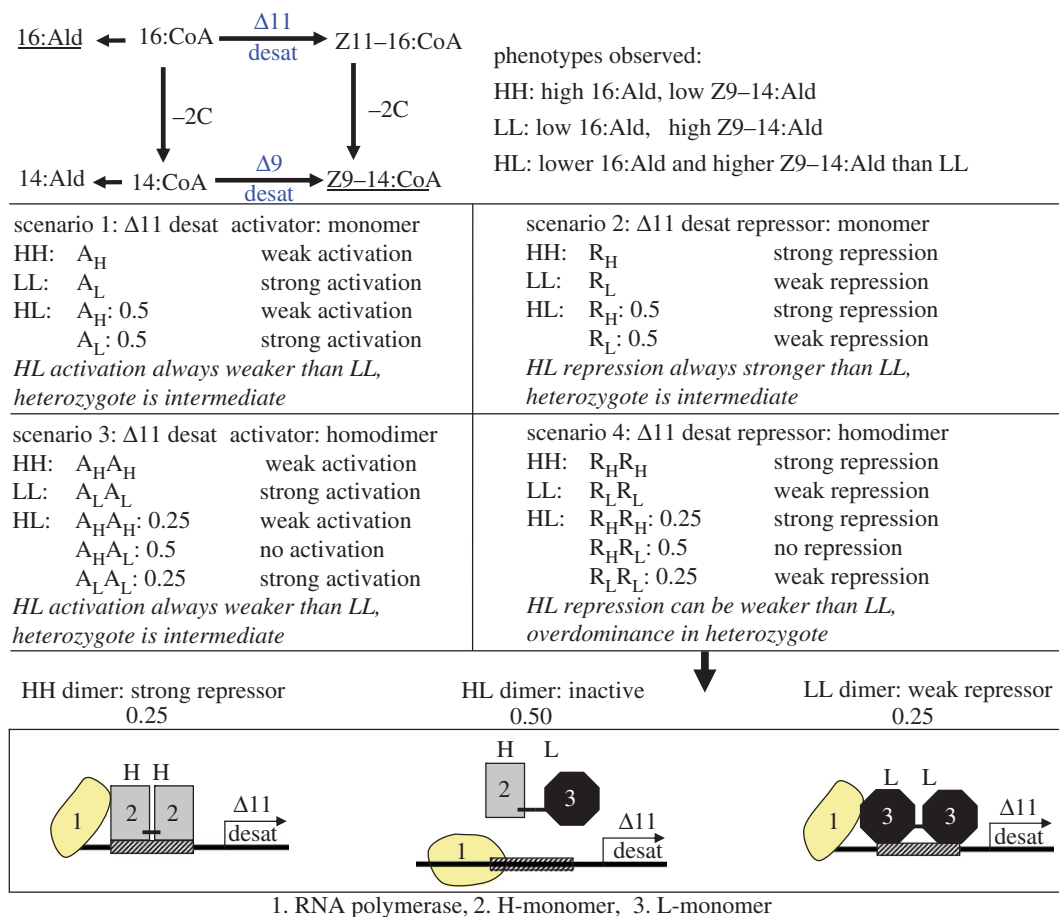 16:Ald 16:CoA Δ11 desat Z11–16:CoA
–2C –2C
14:Ald 14:CoA Δ9 desat Z9–14:CoA
phenotypes observed:
HH: high 16:Ald, low Z9–14:Ald
LL: low 16:Ald, high Z9–14:Ald
HL: lower 16:Ald and higher Z9–14:Ald than LL
scenario 1: Δ11 desat activator: monomer
HH: A_H weak activation
LL: A_L strong activation
HL: A_H: 0.5 weak activation
A_L: 0.5 strong activation
HL activation always weaker than LL,
heterozygote is intermediate
scenario 2: Δ11 desat repressor: monomer
HH: R_H strong repression
LL: R_L weak repression
HL: R_H: 0.5 strong repression
R_L: 0.5 weak repression
HL repression always stronger than LL,
heterozygote is intermediate
scenario 3: Δ11 desat activator: homodimer
HH: A_HA_H weak activation
LL: A_LA_L strong activation
HL: A_HA_H: 0.25 weak activation
A_HA_L: 0.5 no activation
A_LA_L: 0.25 strong activation
HL activation always weaker than LL,
heterozygote is intermediate
scenario 4: Δ11 desat repressor: homodimer
HH: R_HR_H strong repression
LL: R_LR_L weak repression
HL: R_HR_H: 0.25 strong repression
R_HR_L: 0.5 no repression
R_LR_L: 0.25 weak repression
HL repression can be weaker than LL,
overdominance in heterozygote
HH dimer: strong repressor
0.25
HL dimer: inactive
0.50
LL dimer: weak repressor
0.25
H H
1 2 2 Δ11
desat
H L
2 3
1 Δ11
desat
L L
1 3 3 Δ11
desat
1. RNA polymerase, 2. H-monomer, 3. L-monomer